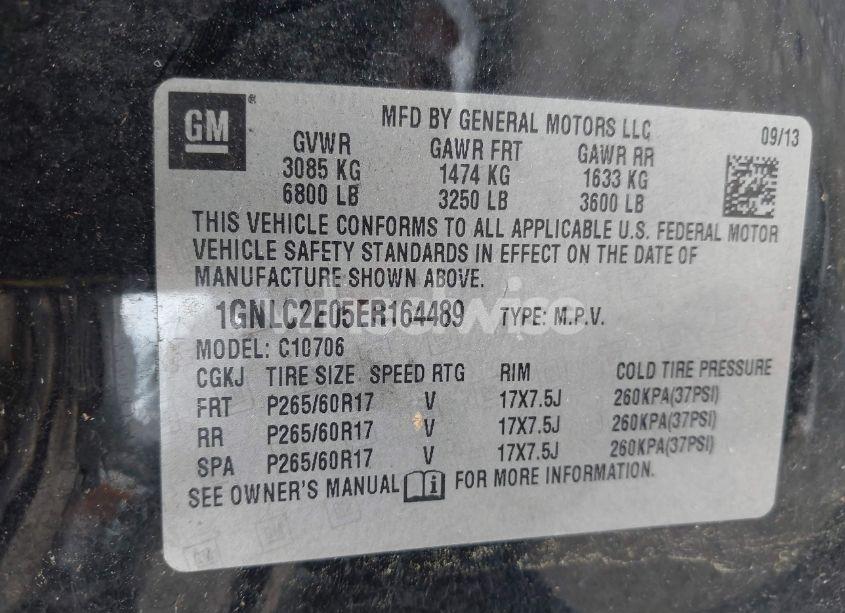 GM ® MFD BY GENERAL MOTORS LLC 09/13
GVWR GAWR FRT GAWR RR
3085 KG 1474 KG 1633 KG
6800 LB 3250 LB 3600 LB
THIS VEHICLE CONFORMS TO ALL APPLICABLE U.S. FEDERAL MOTOR
VEHICLE SAFETY STANDARDS IN EFFECT ON THE DATE OF
MANUFACTURE SHOWN ABOVE.
1GNLC2E05ER164489 TYPE: M.P.V.
MODEL: C10706
CGKJ TIRE SIZE SPEED RTG RIM COLD TIRE PRESSURE
FRT P265/60R17 V 17X7.5J 260KPA(37PSI)
RR P265/60R17 V 17X7.5J 260KPA(37PSI)
SPA P265/60R17 V 17X7.5J 260KPA(37PSI)
SEE OWNER'S MANUAL FOR MORE INFORMATION.